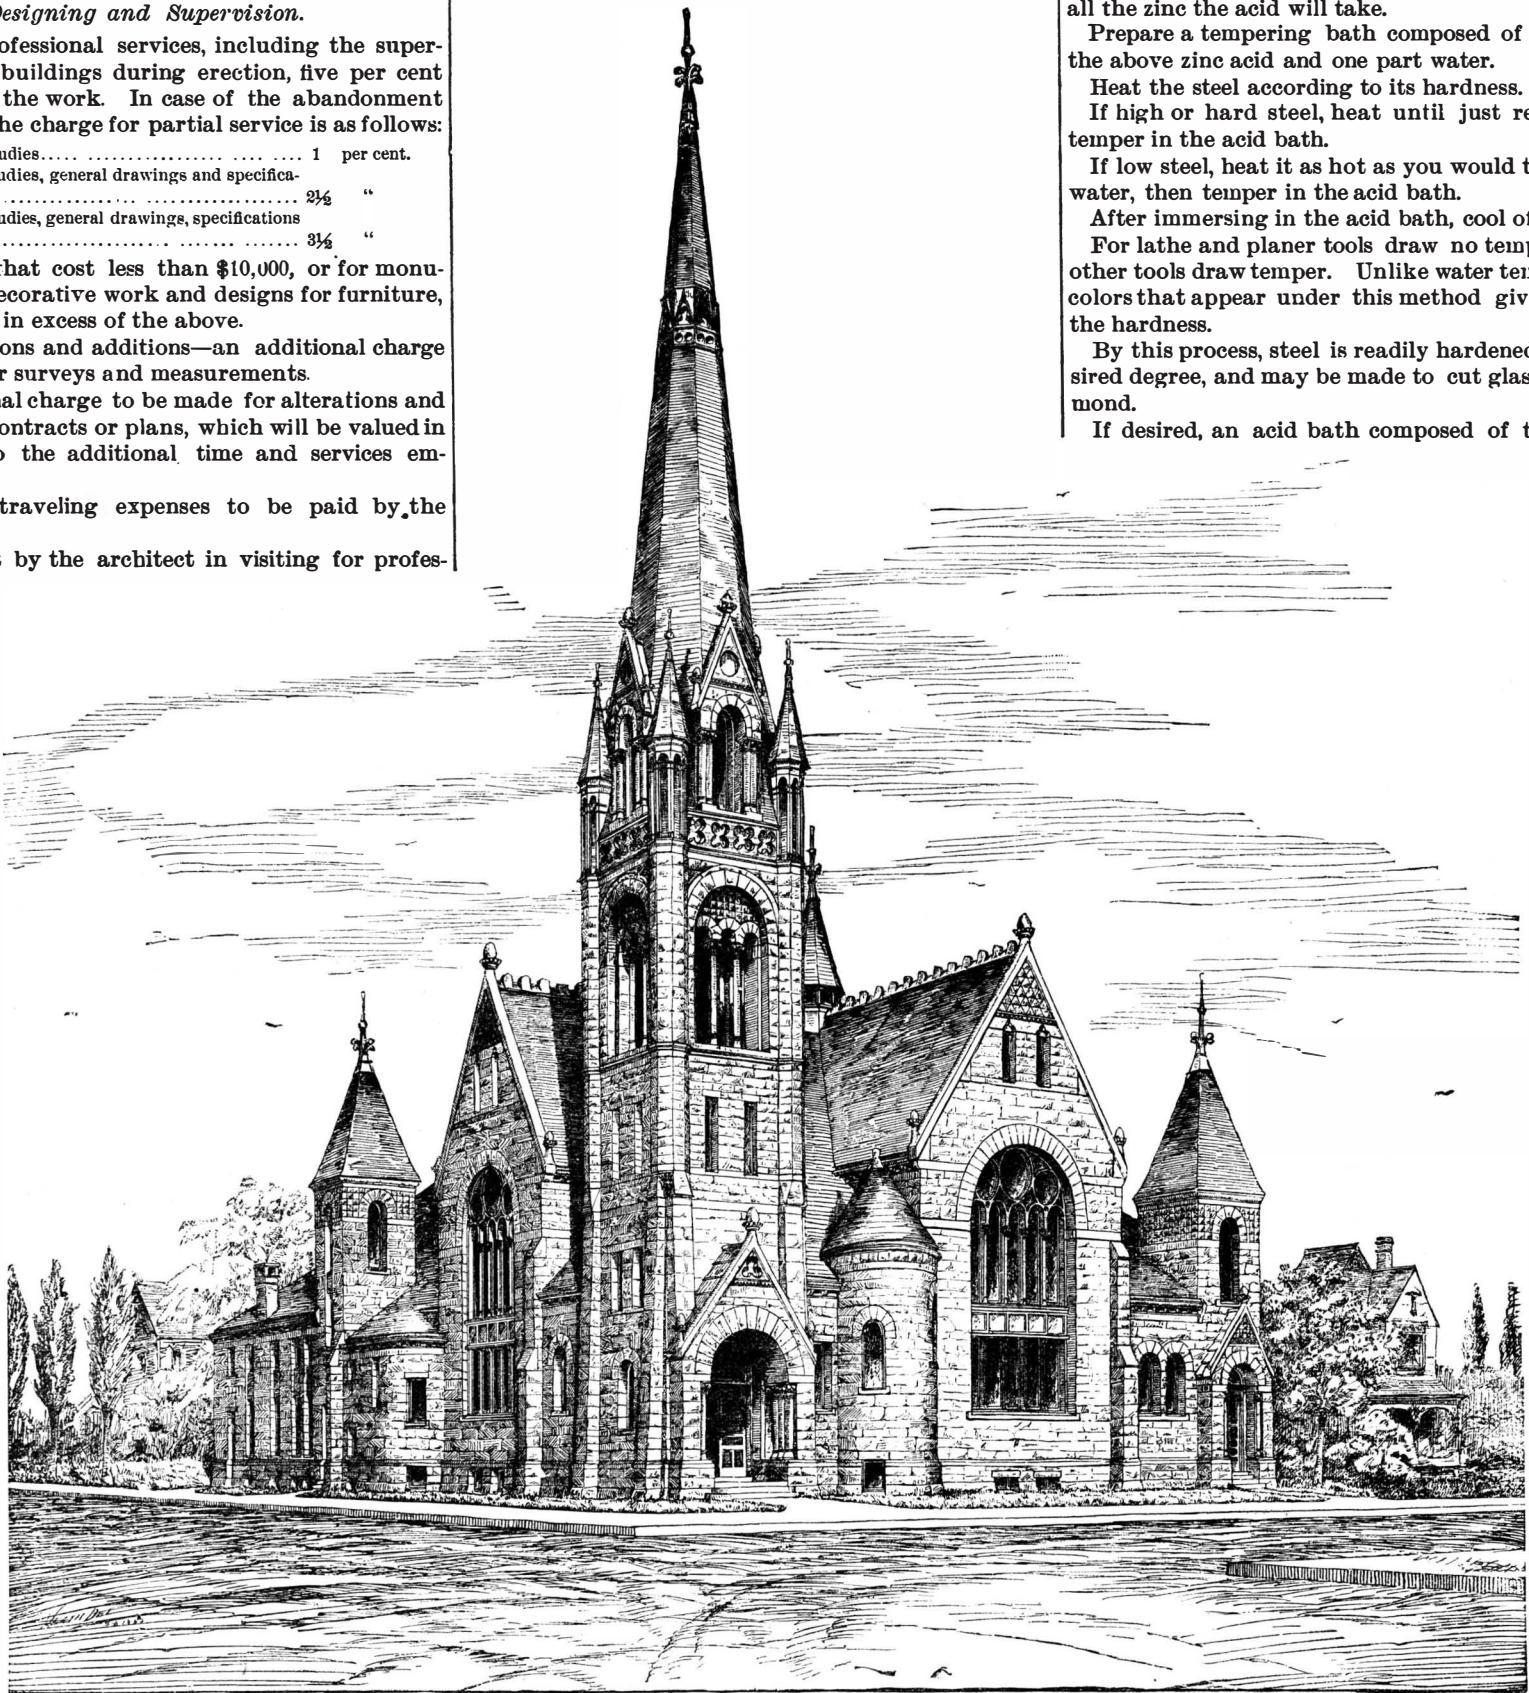 Designing and Supervision.
ofessional services, including the super-
buildings during erection, five per cent
the work. In case of the abandonment
he charge for partial service is as follows:
udies..... ................. .... .... 1 per cent.
udies, general drawings and specifica-
................ .. ................ 2½ “
udies, general drawings, specifications
...................... ....... ....... 3½ “
hat cost less than $10,000, or for monu-
ecorative work and designs for furniture,
in excess of the above.
ons and additions—an additional charge
r surveys and measurements.
al charge to be made for alterations and
ontracts or plans, which will be valued in
o the additional time and services em-
traveling expenses to be paid by the
t by the architect in visiting for profes-
all the zinc the acid will take.
Prepare a tempering bath composed of
the above zinc acid and one part water.
Heat the steel according to its hardness.
If high or hard steel, heat until just re
temper in the acid bath.
If low steel, heat it as hot as you would t
water, then temper in the acid bath.
After immersing in the acid bath, cool of
For lathe and planer tools draw no temp
other tools draw temper. Unlike water tem
colors that appear under this method giv
the hardness.
By this process, steel is readily hardened
sired degree, and may be made to cut glas
mond.
If desired, an acid bath composed of t